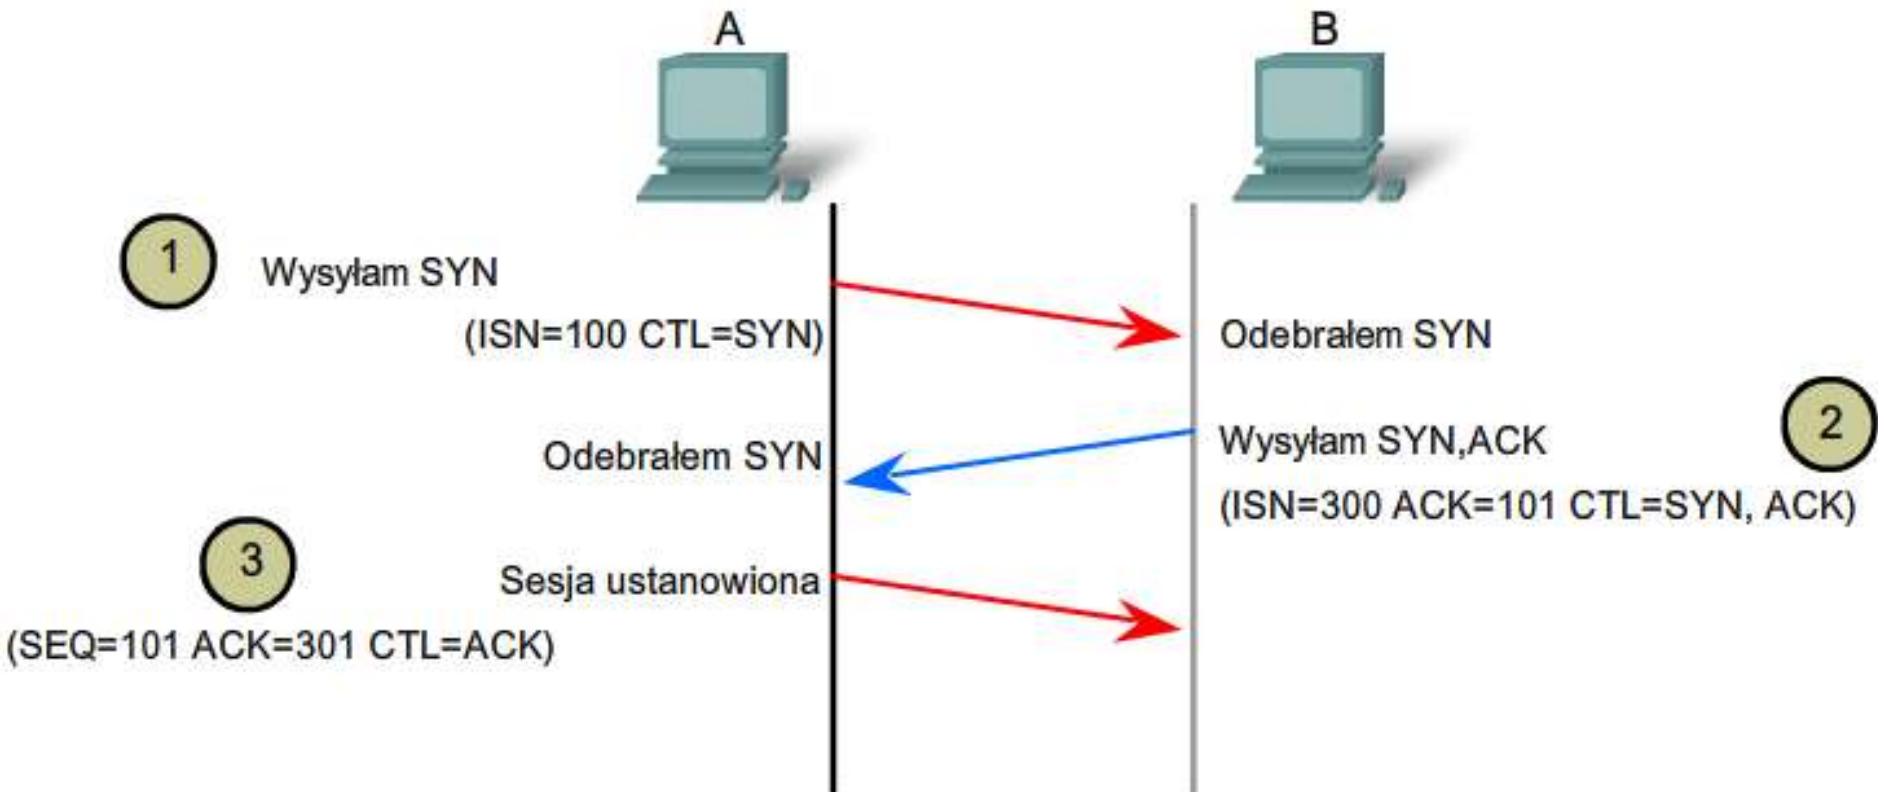 A
B
1
Wysyłam SYN
(ISN=100 CTL=SYN)
Odebrałem SYN
2
Wysyłam SYN,ACK
(ISN=300 ACK=101 CTL=SYN, ACK)
Odebrałem SYN
3
Sesja ustanowiona
(SEQ=101 ACK=301 CTL=ACK)